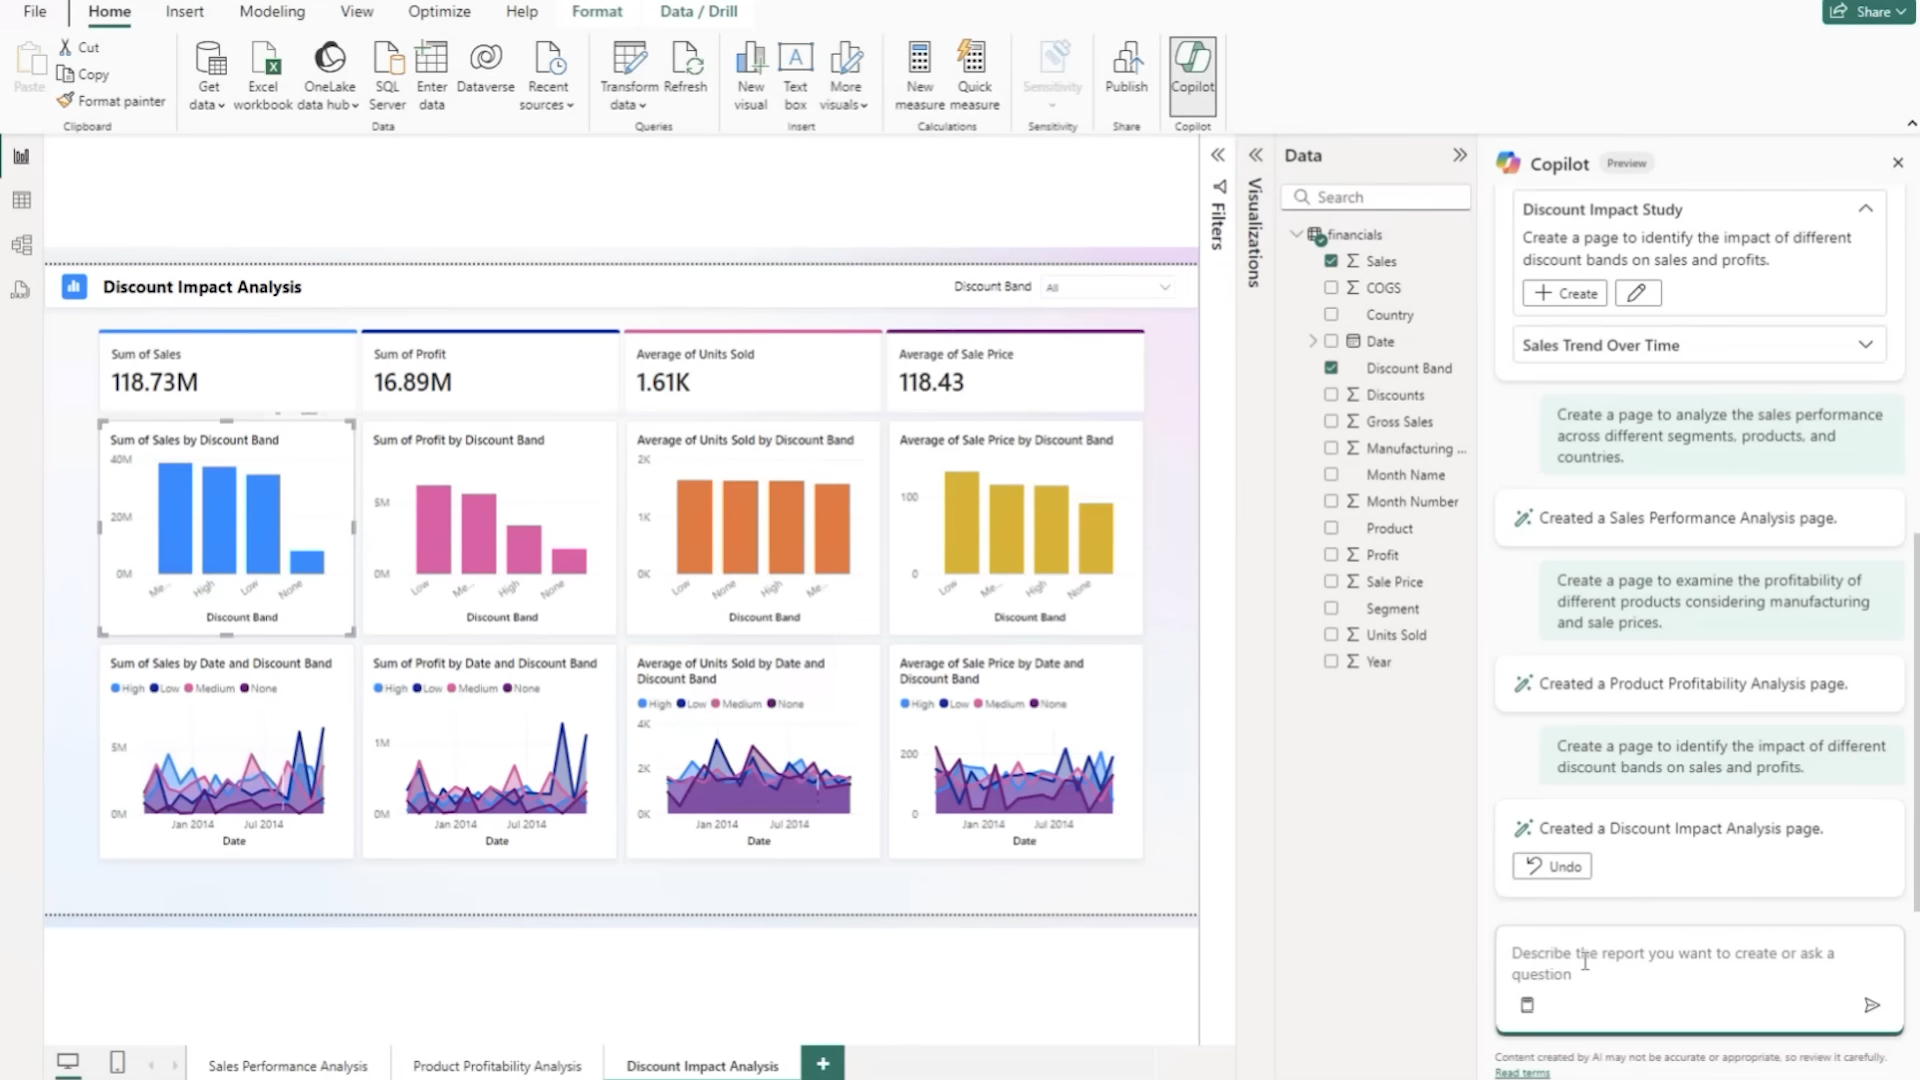 File Home Insert Modeling View Optimize Help Format Data / Drill Share
Paste Cut
Copy
Format painter
Clipboard
Get data
Excel workbook
OneLake data hub
SQL Server
Enter data
Dataverse
Recent sources
Data
Transform data
Refresh
Queries
New visual
Text box
More visuals
Insert
New measure
Quick measure
Calculations
Sensitivity
Sensitivity
Publish
Share
Copilot
Copilot
Discount Impact Analysis
Discount Band All
Sum of Sales
118.73M
Sum of Profit
16.89M
Average of Units Sold
1.61K
Average of Sale Price
118.43
Sum of Sales by Discount Band
40M
20M
0M
Me... High Low None
Discount Band
Sum of Profit by Discount Band
5M
0M
Low Me... High None
Discount Band
Average of Units Sold by Discount Band
2K
1K
0K
Low None High Me...
Discount Band
Average of Sale Price by Discount Band
100
0
Low Me... High None
Discount Band
Sum of Sales by Date and Discount Band
High Low Medium None
5M
0M
Jan 2014 Jul 2014
Date
Sum of Profit by Date and Discount Band
High Low Medium None
1M
0M
Jan 2014 Jul 2014
Date
Average of Units Sold by Date and
Discount Band
High Low Medium None
4K
2K
0K
Jan 2014 Jul 2014
Date
Average of Sale Price by Date and
Discount Band
High Low Medium None
200
0
Jan 2014 Jul 2014
Date
Sales Performance Analysis Product Profitability Analysis Discount Impact Analysis +
Filters
Visualizations
Data
Search
financials
Sales
COGS
Country
Date
Discount Band
Discounts
Gross Sales
Manufacturing ...
Month Name
Month Number
Product
Profit
Sale Price
Segment
Units Sold
Year
Copilot Preview
Discount Impact Study
Create a page to identify the impact of different
discount bands on sales and profits.
Create
Sales Trend Over Time
Create a page to analyze the sales performance
across different segments, products, and
countries.
Created a Sales Performance Analysis page.
Create a page to examine the profitability of
different products considering manufacturing
and sale prices.
Created a Product Profitability Analysis page.
Create a page to identify the impact of different
discount bands on sales and profits.
Created a Discount Impact Analysis page.
Undo
Describe the report you want to create or ask a
question
Content created by AI may not be accurate or appropriate, so review it carefully.
Read terms